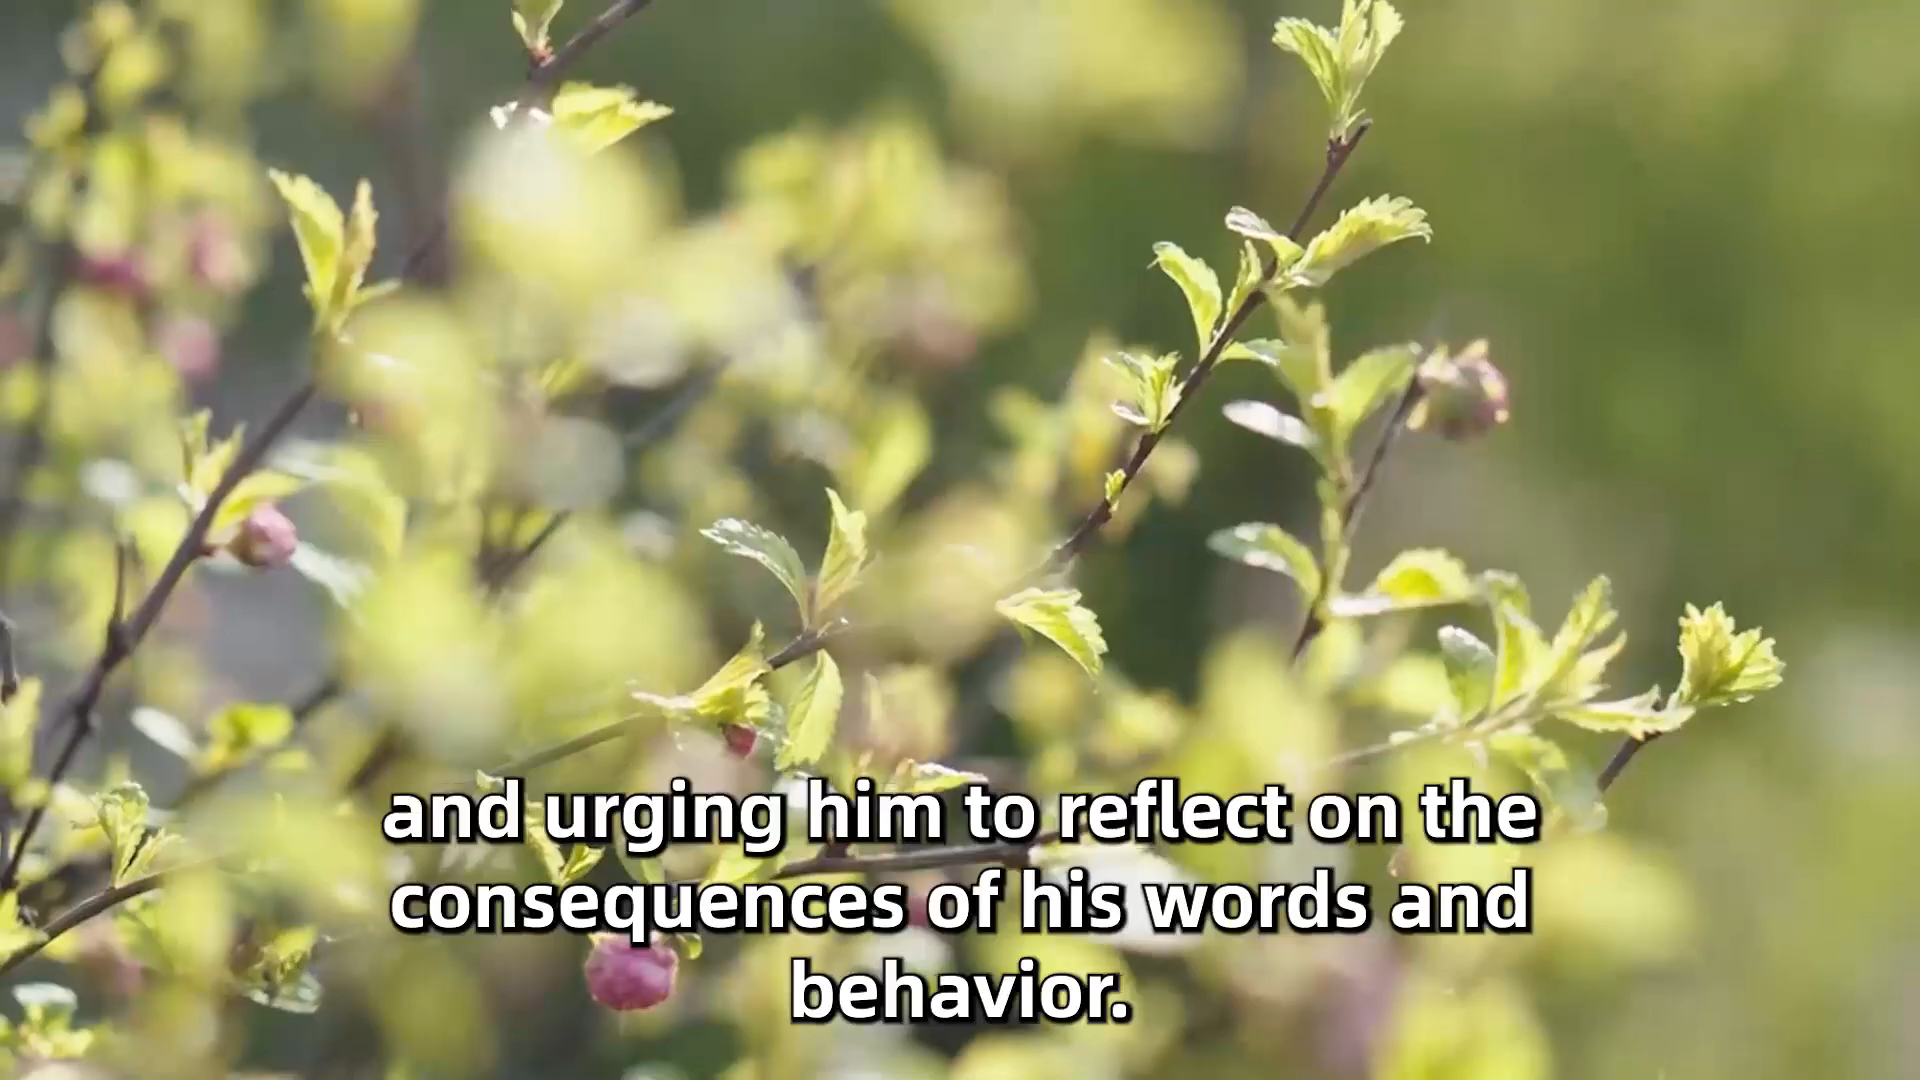 and urging him to reflect on the
consequences of his words and
behavior.